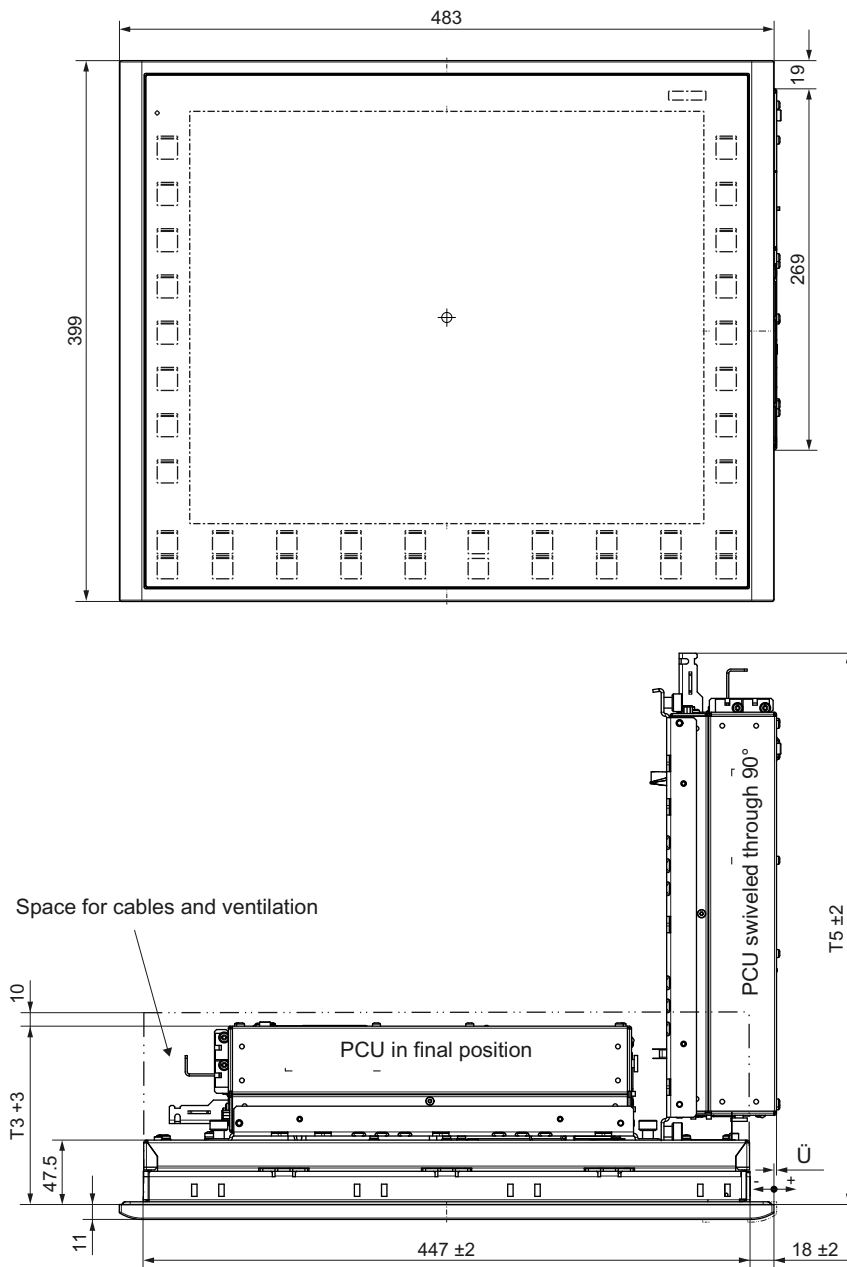 483
19
399
269
PCU swiveled through 90°
T5 ±2
Space for cables and ventilation
10
PCU in final position
T3 +3
47.5
Ü
- +
11
447 ±2
18 ±2